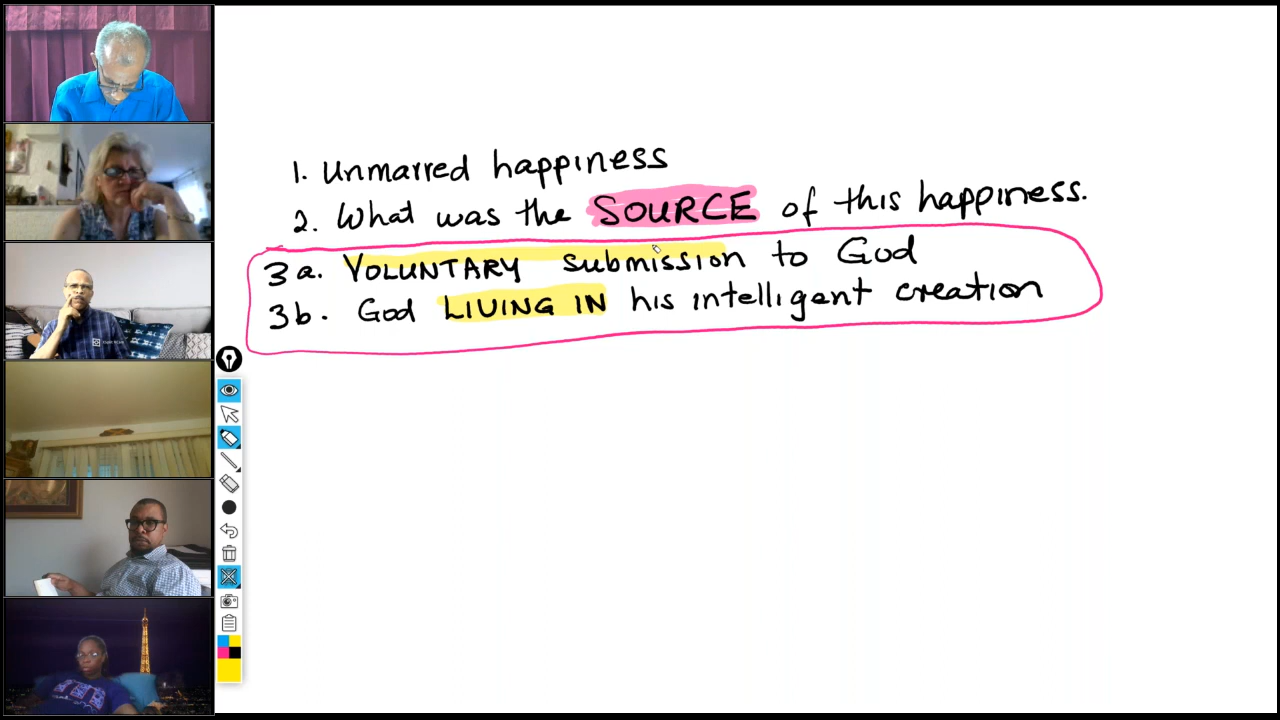 1. Unmarred happiness
2. What was the SOURCE of this happiness.
3a. VOLUNTARY submission to God
3b. God LIVING IN his intelligent creation